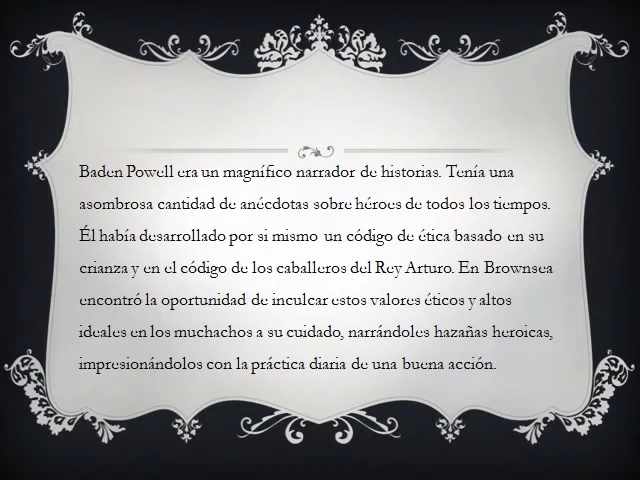 Baden Powell era un magnífico narrador de historias. Tenía una
asombrosa cantidad de anécdotas sobre héroes de todos los tiempos.
Él había desarrollado por si mismo un código de ética basado en su
crianza y en el código de los caballeros del Rey Arturo. En Brownsea
encontró la oportunidad de inculcar estos valores éticos y altos
ideales en los muchachos a su cuidado, narrándoles hazañas heroicas,
impresionándolos con la práctica diaria de una buena acción.